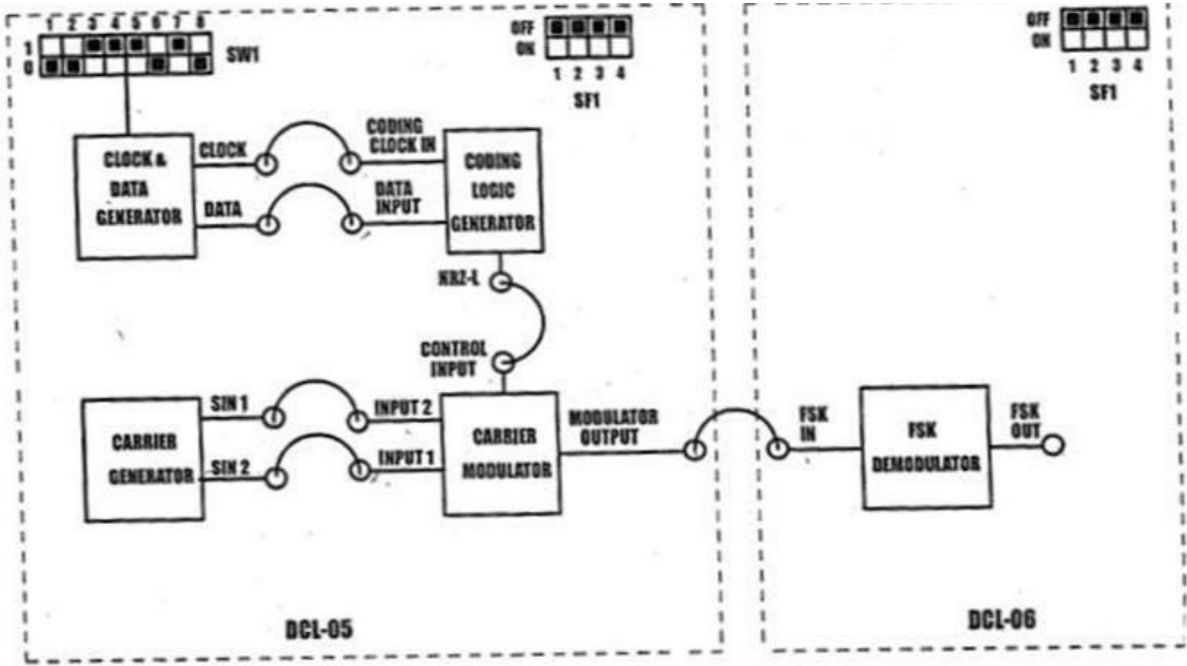 1 2 3 4 5 6 7 8
1
0
SW1
OFF
ON
1 2 3 4
SF1
OFF
ON
1 2 3 4
SF1
CLOCK &
DATA
GENERATOR
CLOCK
DATA
CODING
CLOCK IN
DATA
INPUT
CODING
LOGIC
GENERATOR
NRZ-L
CONTROL
INPUT
CARRIER
GENERATOR
SIN 1
SIN 2
INPUT 2
INPUT 1
CARRIER
MODULATOR
MODULATOR
OUTPUT
FSK
IN
FSK
DEMODULATOR
FSK
OUT
DCL-05
DCL-06